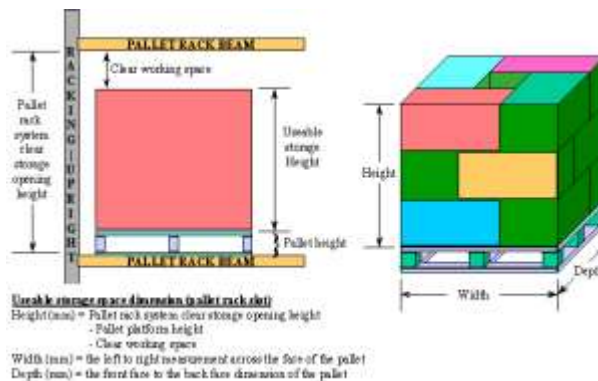 PALLET RACK BEAM
Clear working space
RACKING/UPRIGHT
Pallet
rack
system
clear
storage
opening
height
Useable
storage
Height
Pallet height
PALLET RACK BEAM
Height
Depth
Width
Useable storage space dimension (pallet rack slot)
Height (mm) = Pallet rack system clear storage opening height
- Pallet platform height
- Clear working space
Width (mm) = the left to right measurement across the face of the pallet
Depth (mm) = the front face to the back face dimension of the pallet